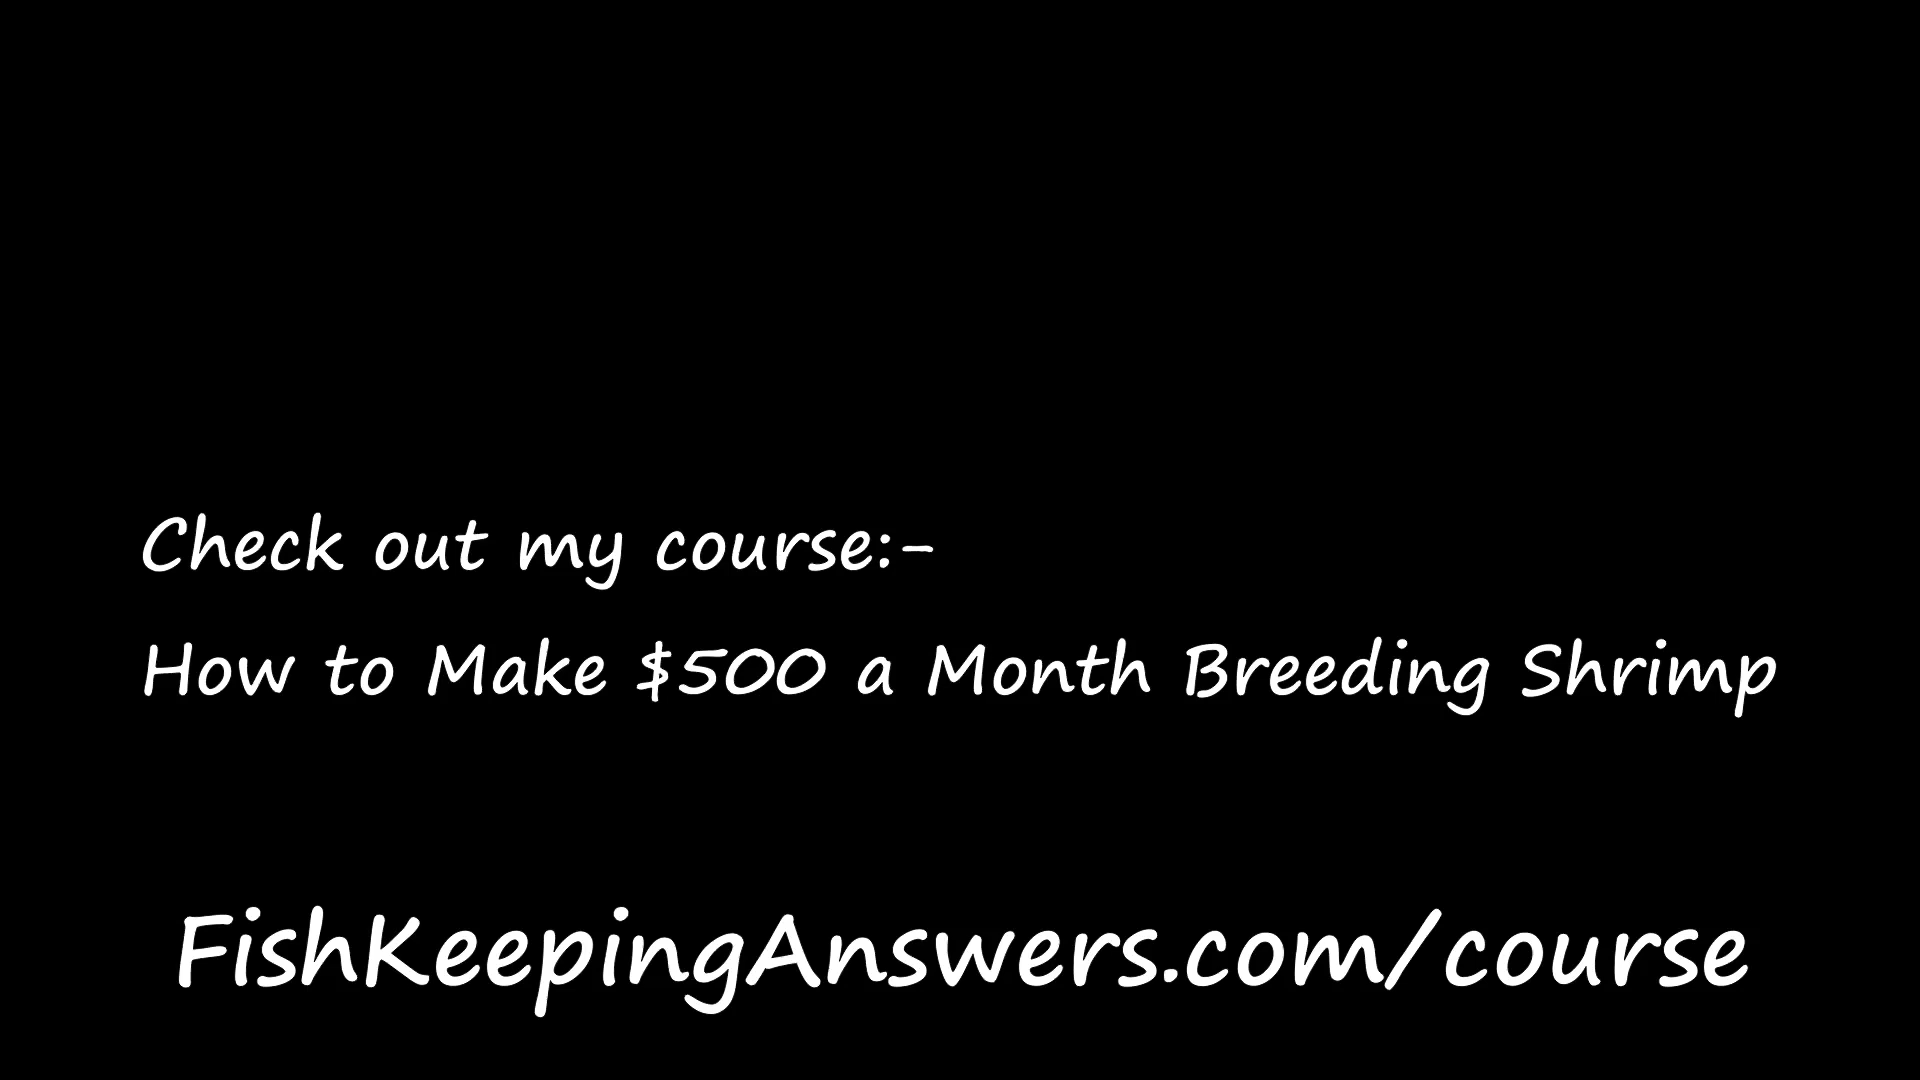 Check out my course:-
How to Make $500 a Month Breeding Shrimp
FishKeepingAnswers.com/course